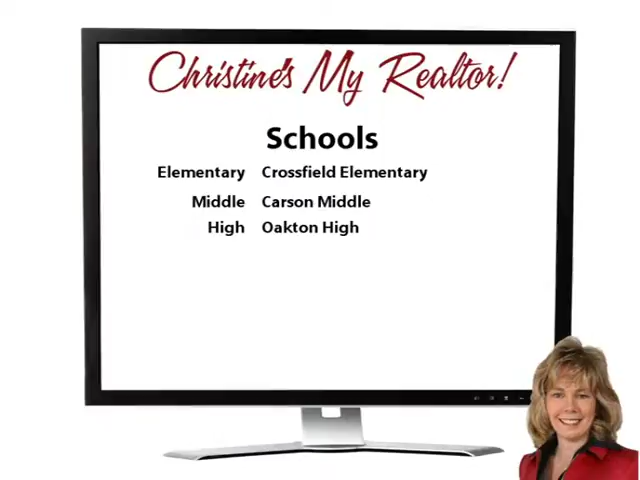 Christine's My Realtor!
Schools
Elementary Crossfield Elementary
Middle Carson Middle
High Oakton High